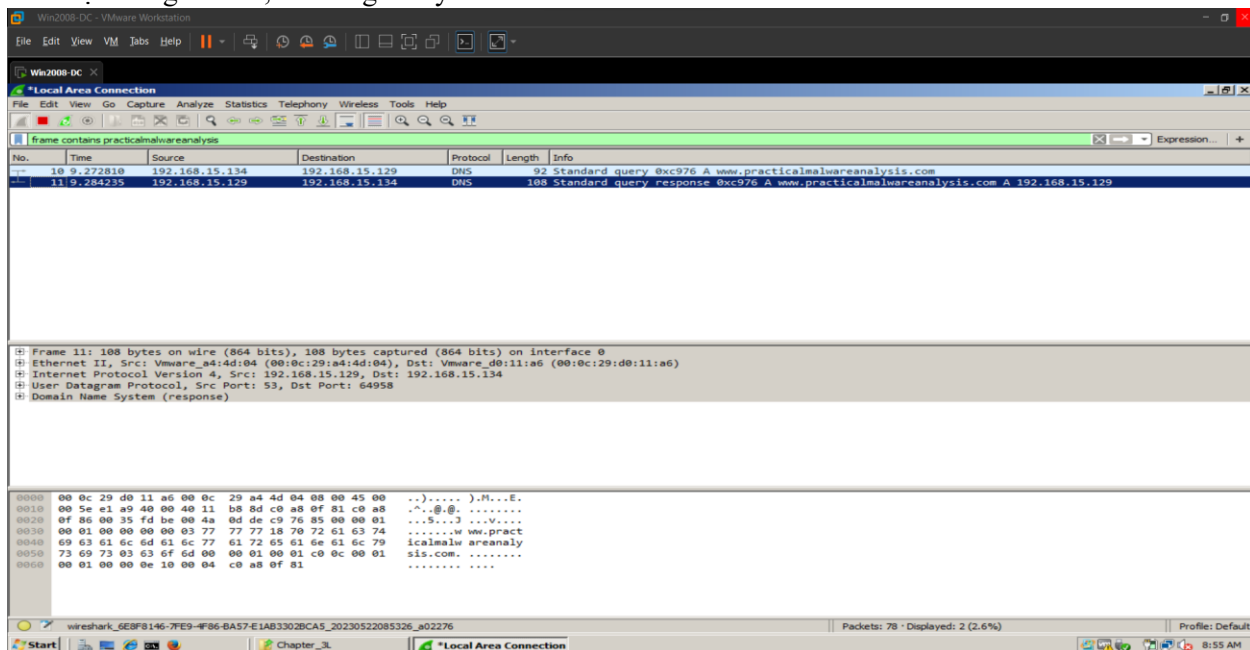 Win2008-DC - VMware Workstation
File Edit View VM Tabs Help
Win2008-DC
*Local Area Connection
File Edit View Go Capture Analyze Statistics Telephony Wireless Tools Help
frame contains practicalmalwareanalysis
Expression... +
No. Time Source Destination Protocol Length Info
10 9.272810 192.168.15.134 192.168.15.129 DNS 92 Standard query 0xc976 A www.practicalmalwareanalysis.com
11 9.284235 192.168.15.129 192.168.15.134 DNS 108 Standard query response 0xc976 A www.practicalmalwareanalysis.com A 192.168.15.129
Frame 11: 108 bytes on wire (864 bits), 108 bytes captured (864 bits) on interface 0
Ethernet II, Src: Vmware_a4:4d:04 (00:0c:29:a4:4d:04), Dst: Vmware_d0:11:a6 (00:0c:29:d0:11:a6)
Internet Protocol Version 4, Src: 192.168.15.129, Dst: 192.168.15.134
User Datagram Protocol, Src Port: 53, Dst Port: 64958
Domain Name System (response)
0000 00 0c 29 d0 11 a6 00 0c 29 a4 4d 04 08 00 45 00 ..)..... ).M...E.
0010 00 5e e1 a9 40 00 40 11 b8 8d c0 a8 0f 81 c0 a8 .^..@.@. ........
0020 0f 86 00 35 fd be 00 4a 0d de c9 76 85 00 00 01 ...5...J ...v....
0030 00 01 00 00 00 00 03 77 77 77 18 70 72 61 63 74 .......w ww.pract
0040 69 63 61 6c 6d 61 6c 77 61 72 65 61 6e 61 6c 79 icalmalw areanaly
0050 73 69 73 03 63 6f 6d 00 00 01 00 01 c0 0c 00 01 sis.com. ........
0060 00 01 00 00 0e 10 00 04 c0 a8 0f 81 ........ ....
wireshark_6E8F8146-7FE9-4F86-BA57-E1AB3302BCA5_20230522085326_a02276 Packets: 78 · Displayed: 2 (2.6%) Profile: Default
Start Chapter_3L *Local Area Connection 8:55 AM